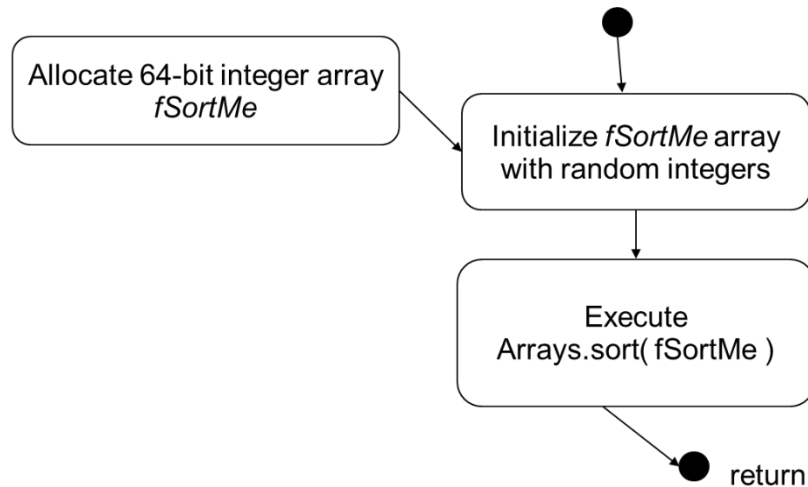 Allocate 64-bit integer array
fSortMe
Initialize fSortMe array
with random integers
Execute
Arrays.sort( fSortMe )
return